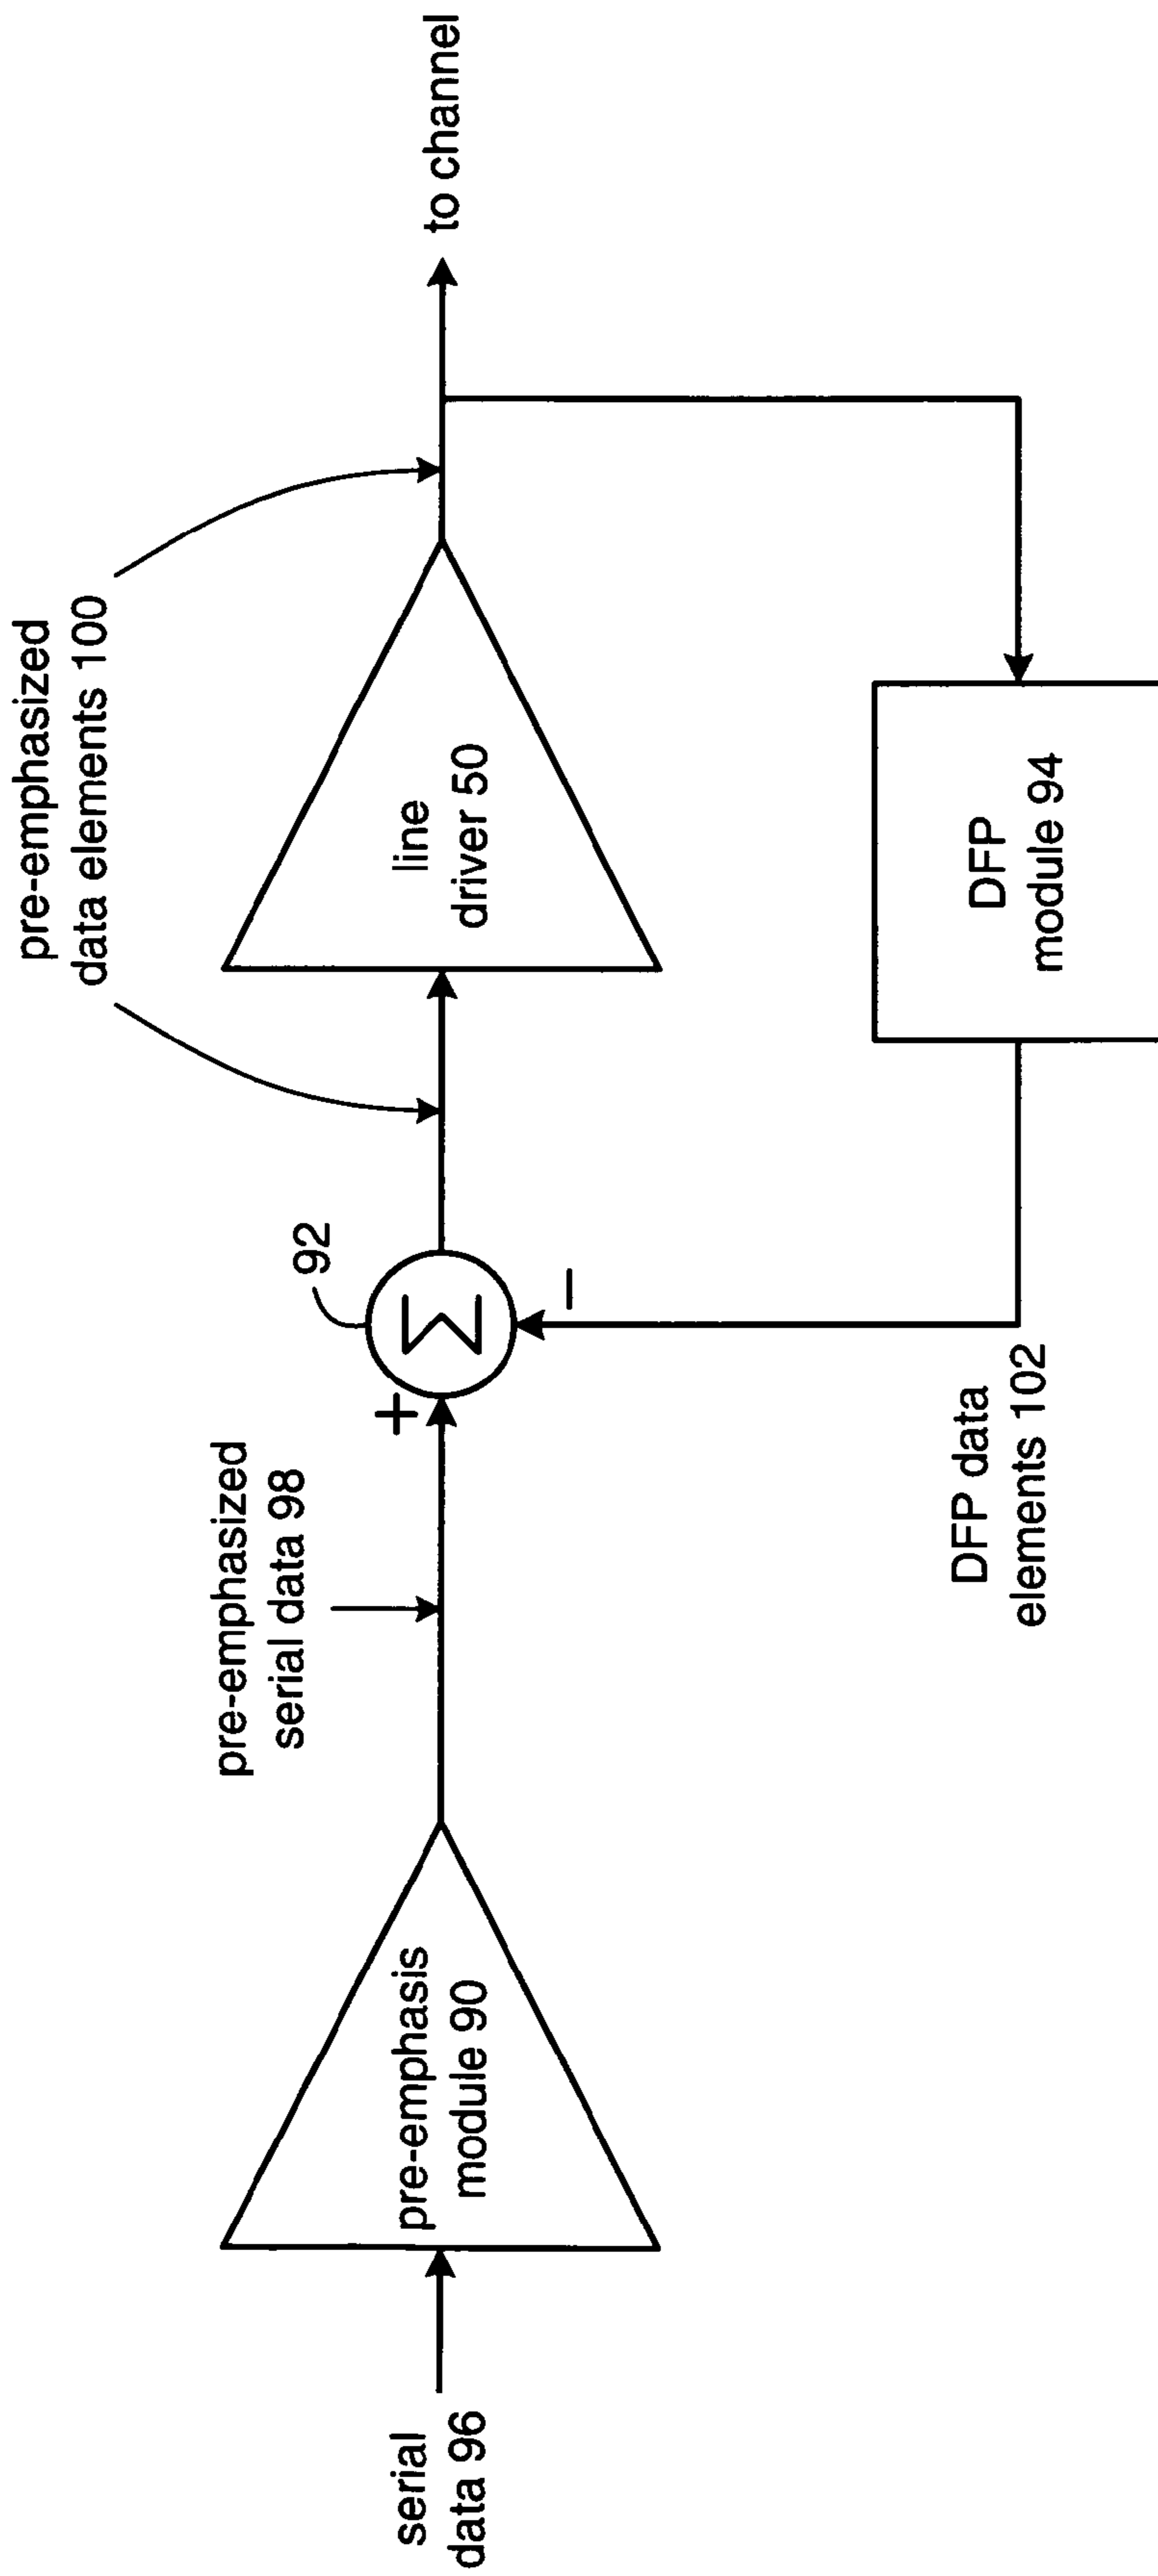 serial
data 96
pre-emphasis
module 90
pre-emphasized
serial data 98
+
92
Σ
−
pre-emphasized
data elements 100
line
driver 50
to channel
DFP data
elements 102
DFP
module 94